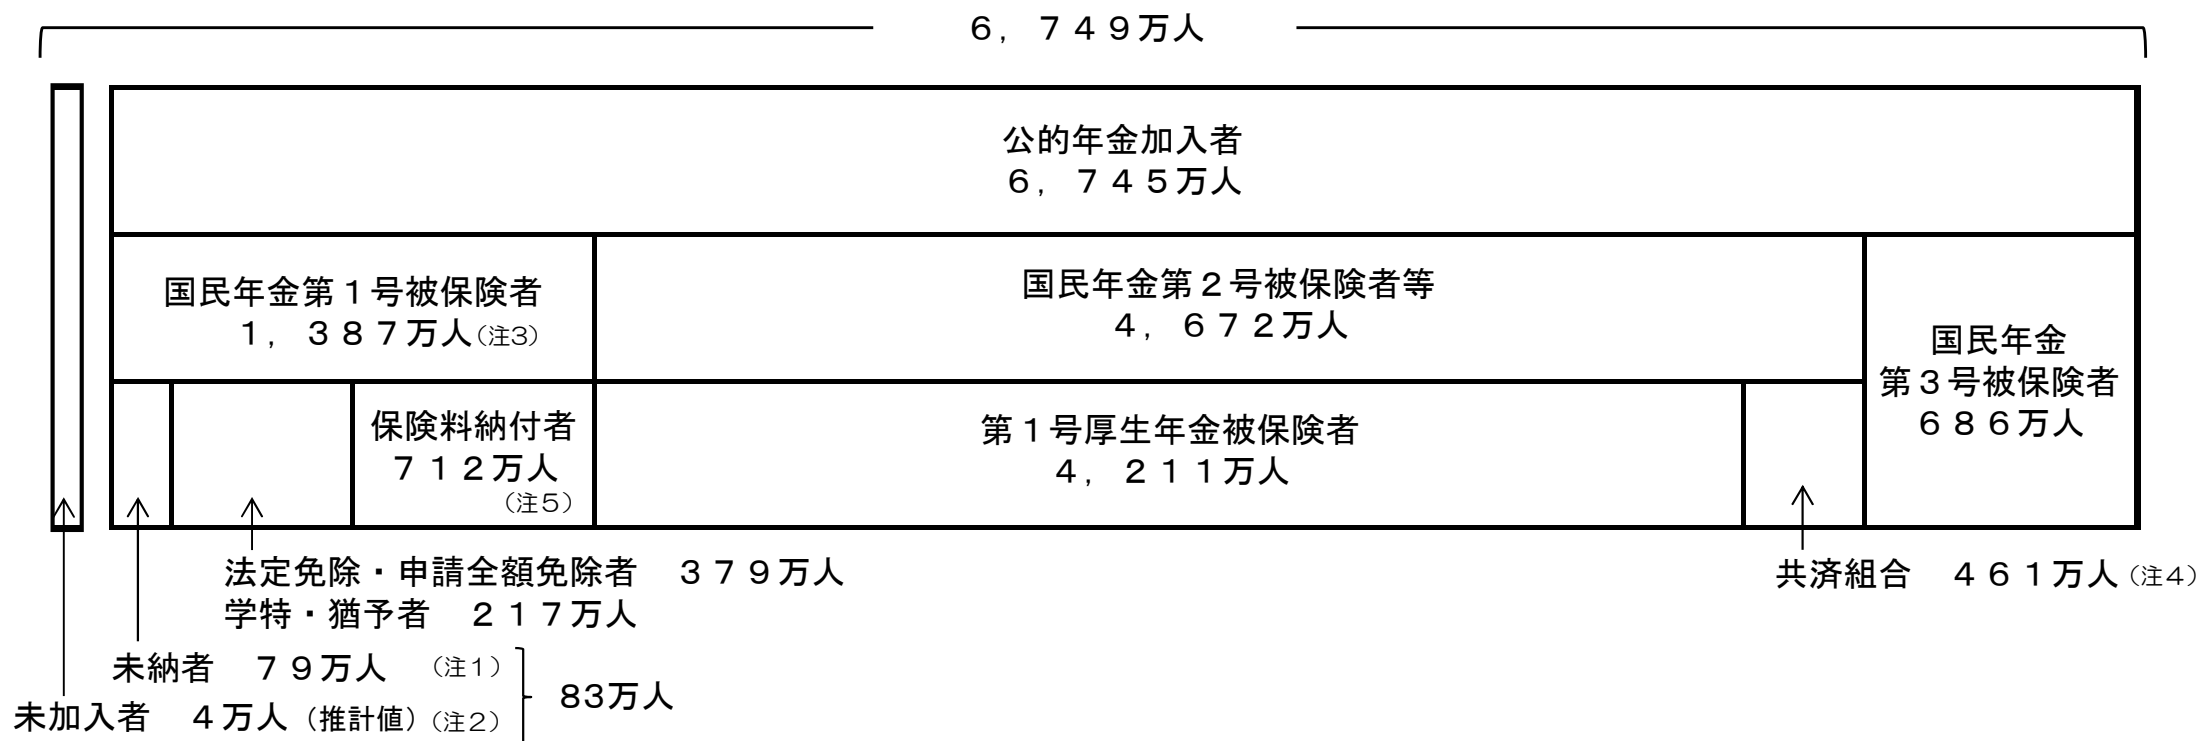 ６，７４９万人
公的年金加入者
６，７４５万人
国民年金第１号被保険者
１，３８７万人（注３）
国民年金第２号被保険者等
４，６７２万人
国民年金
第３号被保険者
６８６万人
保険料納付者
７１２万人
（注５）
第１号厚生年金被保険者
４，２１１万人
法定免除・申請全額免除者　３７９万人
学特・猶予者　２１７万人
共済組合　４６１万人（注４）
未納者　７９万人　（注１）
未加入者　４万人（推計値）（注２）
83万人